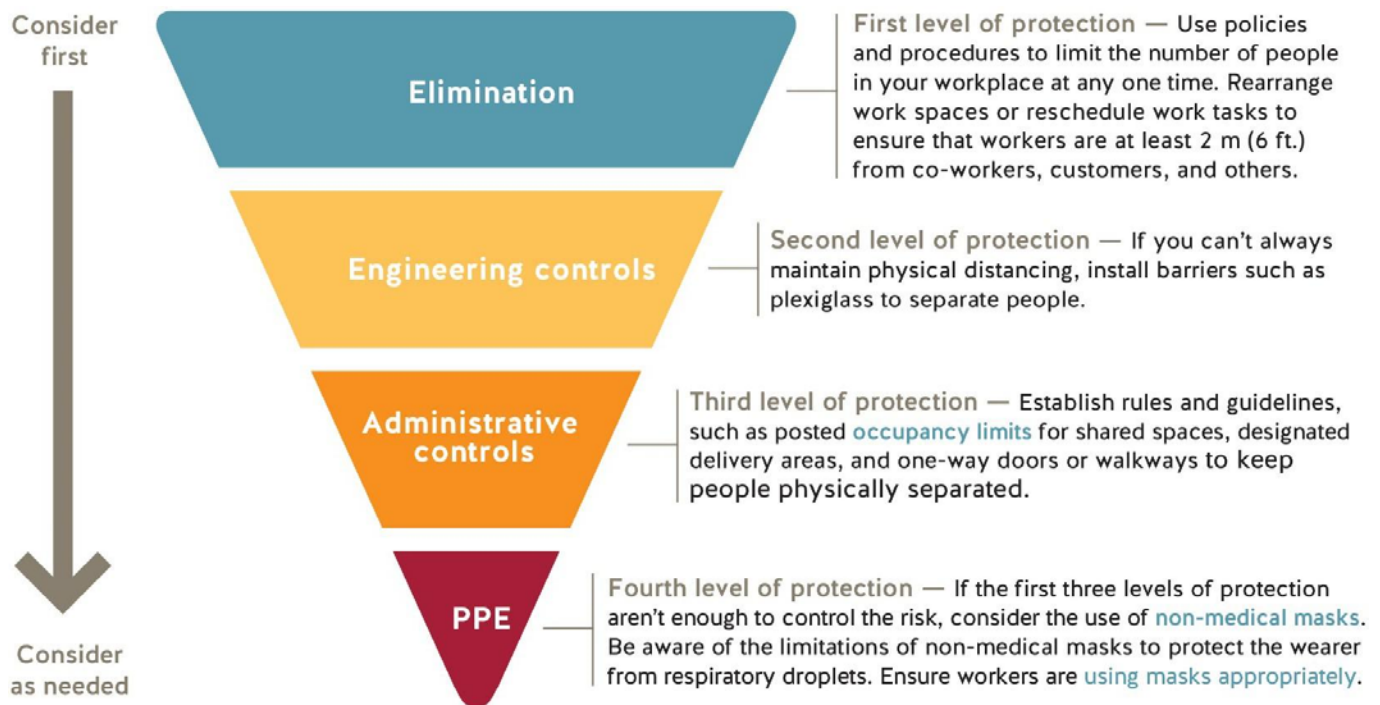 Consider
first
Elimination
First level of protection — Use policies
and procedures to limit the number of people
in your workplace at any one time. Rearrange
work spaces or reschedule work tasks to
ensure that workers are at least 2 m (6 ft.)
from co-workers, customers, and others.
Engineering controls
Second level of protection — If you can’t always
maintain physical distancing, install barriers such as
plexiglass to separate people.
Administrative
controls
Third level of protection — Establish rules and guidelines,
such as posted occupancy limits for shared spaces, designated
delivery areas, and one-way doors or walkways to keep
people physically separated.
PPE
Fourth level of protection — If the first three levels of protection
aren’t enough to control the risk, consider the use of non-medical masks.
Be aware of the limitations of non-medical masks to protect the wearer
from respiratory droplets. Ensure workers are using masks appropriately.
Consider
as needed